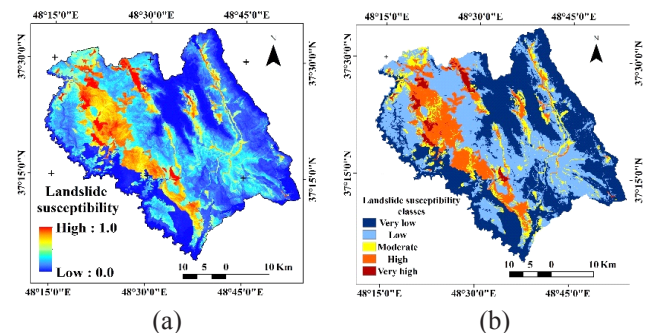 48°15'0"E 48°30'0"E 48°45'0"E
N
37°30'0"N
37°30'0"N
37°15'0"N
37°15'0"N
Landslide
susceptibility
High : 1.0
Low : 0.0
10 5 0 10 Km
48°15'0"E 48°30'0"E 48°45'0"E
(a)
48°15'0"E 48°30'0"E 48°45'0"E
N
37°30'0"N
37°30'0"N
37°15'0"N
37°15'0"N
Landslide susceptibility
classes
Very low
Low
Moderate
High
Very high
10 5 0 10 Km
48°15'0"E 48°30'0"E 48°45'0"E
(b)